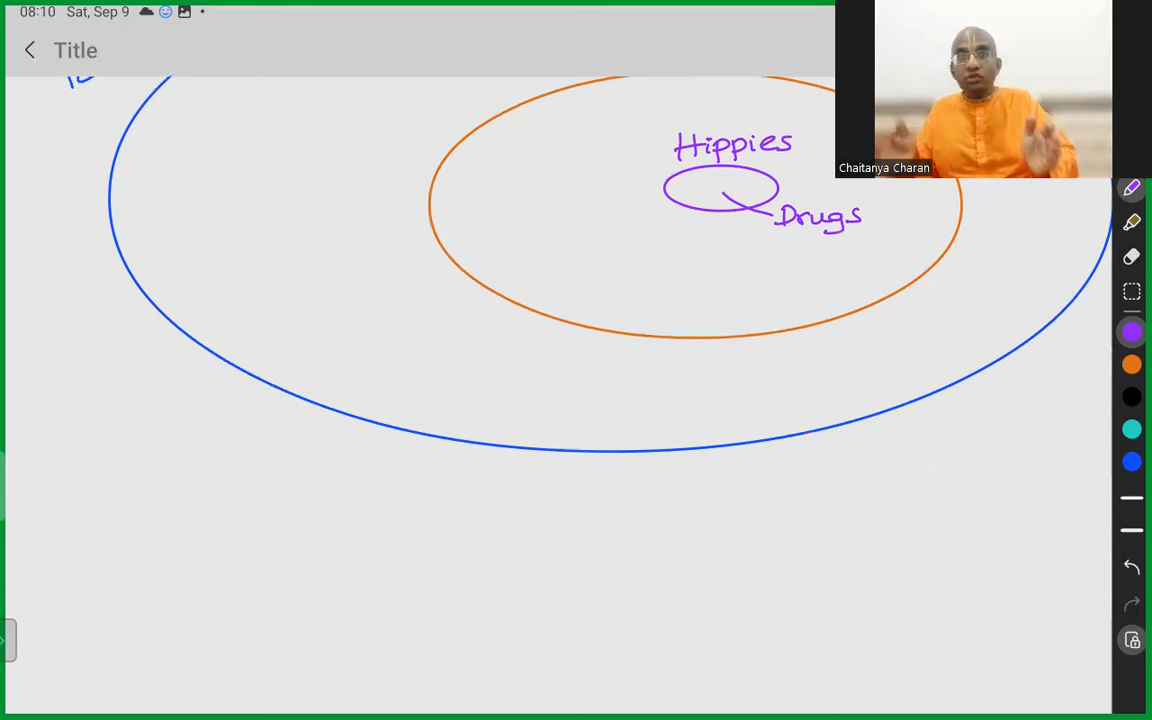 08:10 Sat, Sep 9
Title
Hippies
Drugs
Chaitanya Charan